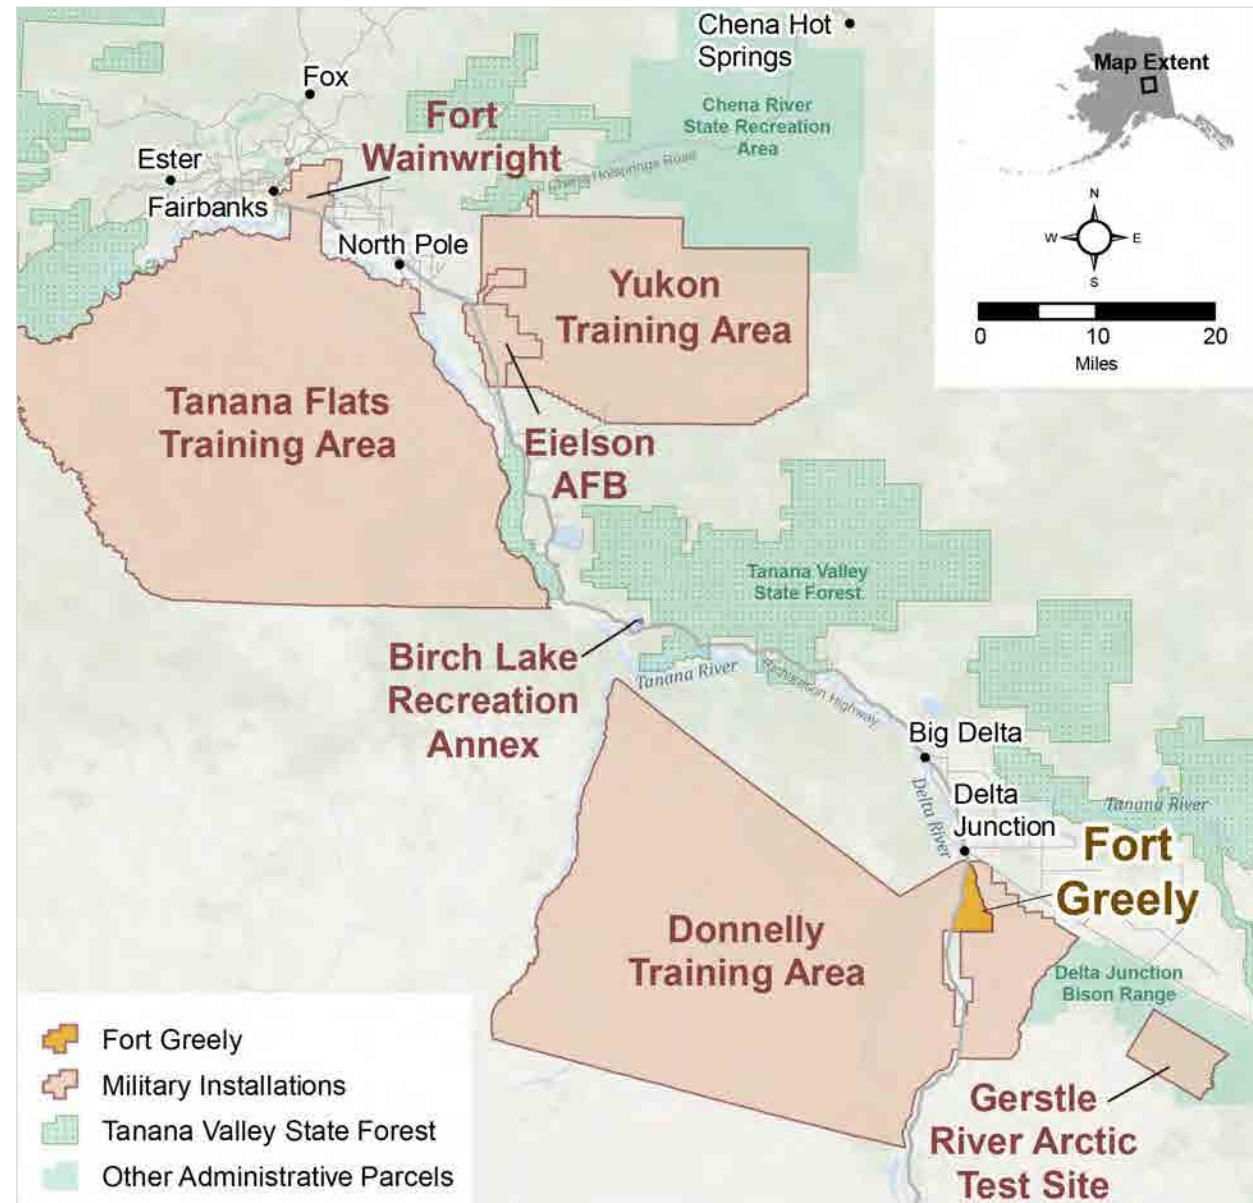 Chena Hot
Springs
Map Extent
Fox
Fort
Wainwright
Chena River
State Recreation
Area
Ester
Chena Hotsprings Road
Fairbanks
N
W
E
S
North Pole
Yukon
Training Area
0
10
20
Miles
Tanana Flats
Training Area
Eielson
AFB
Tanana Valley
State Forest
Birch Lake
Recreation
Annex
Tanana River
Richardson Highway
Big Delta
Delta River
Delta
Junction
Tanana River
Fort
Greely
Donnelly
Training Area
Delta Junction
Bison Range
Gerstle
River Arctic
Test Site
Fort Greely
Military Installations
Tanana Valley State Forest
Other Administrative Parcels